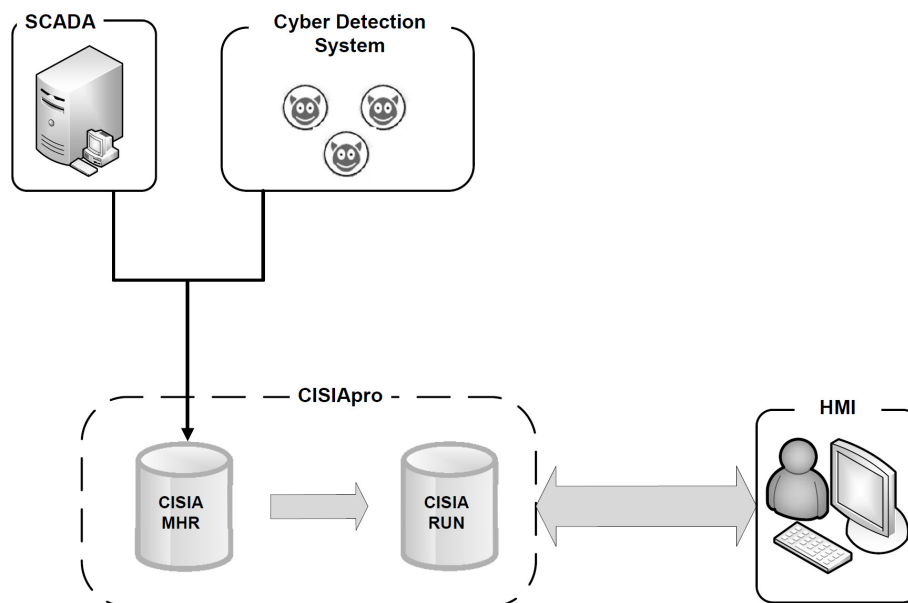 SCADA
Cyber Detection
System
CISIApro
HMI
CISIA
MHR
CISIA
RUN